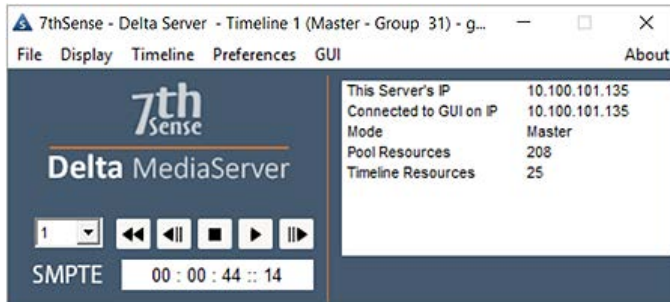 7thSense - Delta Server - Timeline 1 (Master - Group 31) - g...
File Display Timeline Preferences GUI About
7th
Sense
Delta MediaServer
1
SMPTE 00 : 00 : 44 :: 14
This Server's IP 10.100.101.135
Connected to GUI on IP 10.100.101.135
Mode Master
Pool Resources 208
Timeline Resources 25